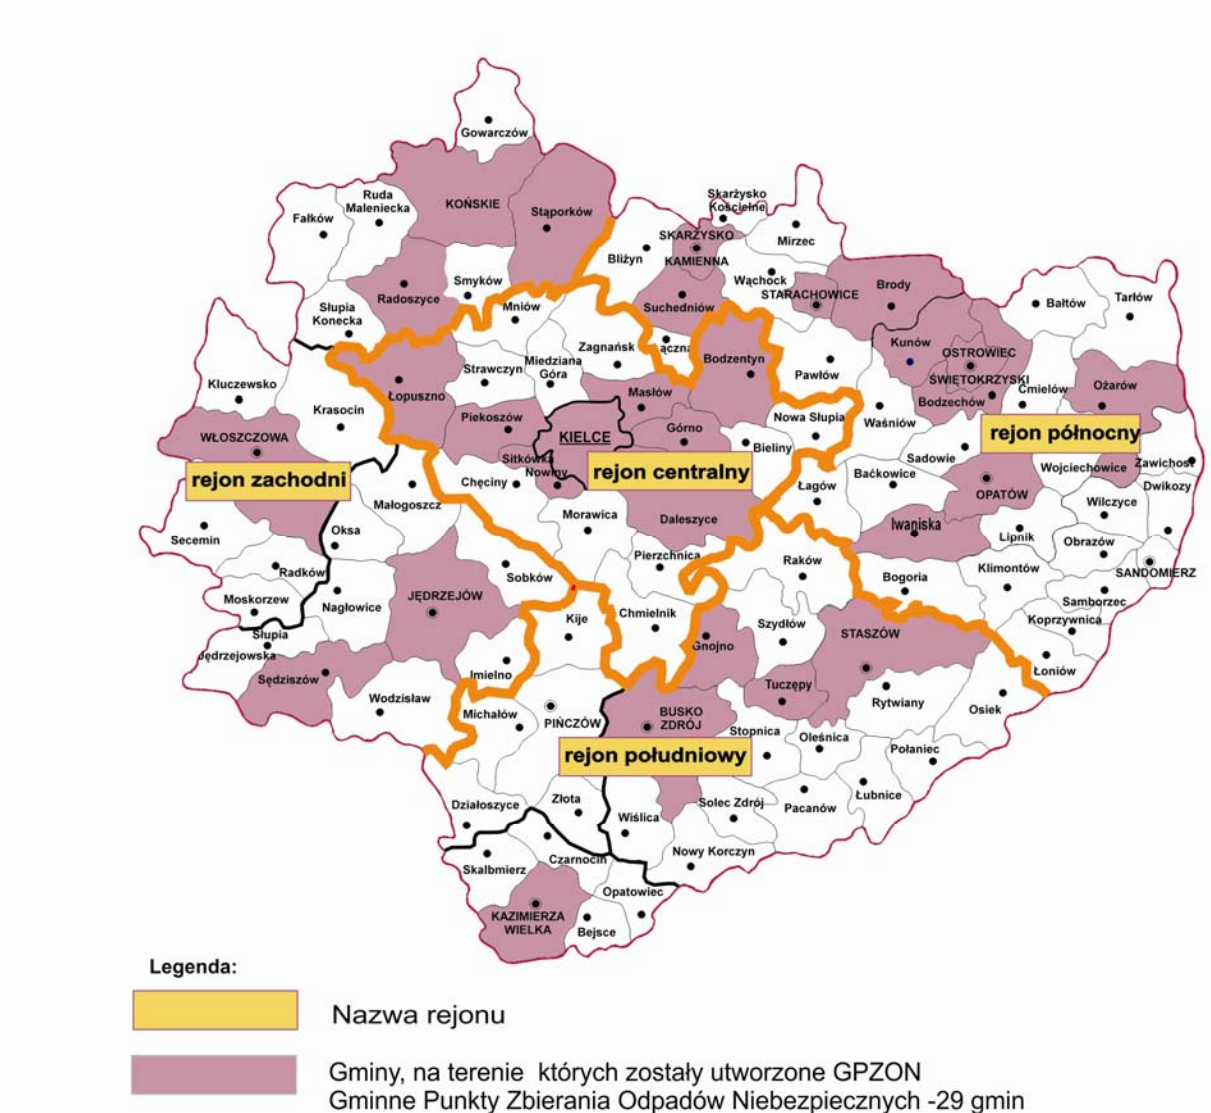 Gowarczów
Ruda
Maleniecka
KOŃSKIE
Stąporków
Fałków
Skarżysko
Kościelne
SKARZYSKO
KAMIENNA
Mirzec
Bliżyn
Smyków
Radoszyce
Wąchock
STARACHOWICE
Brody
Bałtów
Tarłów
Słupia
Konecka
Mniów
Suchedniów
Kunów
OSTROWIEC
ŚWIĘTOKRZYSKI
Zagnańsk
ączna
Bodzentyn
Pawłów
Kluczewsko
Łopuszno
Strawczyn
Miedziana
Góra
Masłów
Bodzechów
Ćmielów
Ożarów
Krasocin
Piekoszów
KIELCE
Górno
Nowa Słupia
Waśniów
WŁOSZCZOWA
Sitkówka
Nowiny
Bieliny
rejon północny
Sadowie
rejon zachodni
rejon centralny
Wojciechowice
Zawichost
Chęciny
Łagów
Baćkowice
OPATÓW
Dwikozy
Małogoszcz
Morawica
Daleszyce
Iwaniska
Wilczyce
Secemin
Oksa
Lipnik
Obrazów
Pierzchnica
Raków
Radków
Sobków
Bogoria
Klimontów
SANDOMIERZ
Moskorzew
Nagłowice
JĘDRZEJÓW
Samborzec
Kije
Chmielnik
Szydłów
STASZÓW
Koprzywnica
Słupia
Jędrzejowska
Gnojno
Sędziszów
Imielno
Łoniów
Wodzisław
Tuczępy
Rytwiany
Osiek
Michałów
PIŃCZÓW
BUSKO
ZDRÓJ
Stopnica
Oleśnica
Połaniec
rejon południowy
Łubnice
Działoszyce
Złota
Wiślica
Solec Zdrój
Pacanów
Czarnocin
Nowy Korczyn
Skalbmierz
Opatowiec
KAZIMIERZA
WIELKA
Bejsce
Legenda:
Nazwa rejonu
Gminy, na terenie których zostały utworzone GPZON
Gminne Punkty Zbierania Odpadów Niebezpiecznych -29 gmin